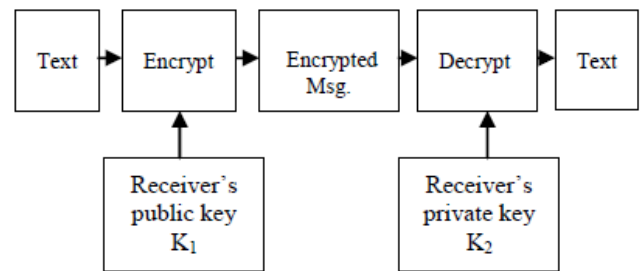 Text
Encrypt
Encrypted
Msg.
Decrypt
Text
Receiver's
public key
K₁
Receiver's
private key
K₂